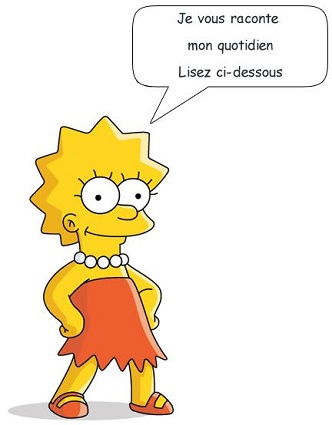 Je vous raconte
mon quotidien
Lisez ci-dessous